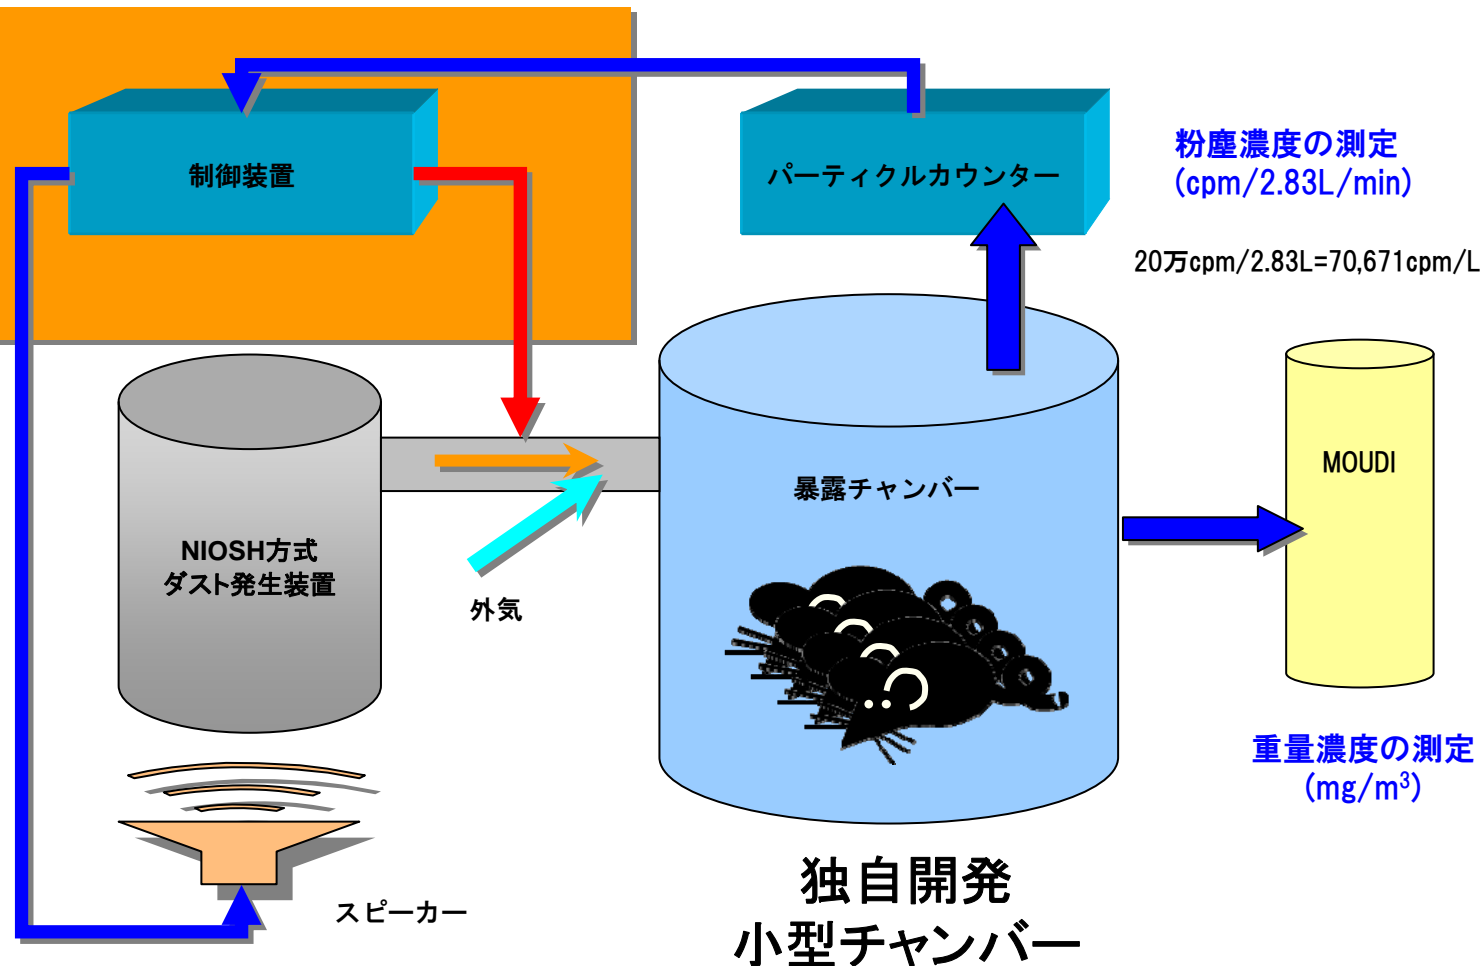 制御装置
パーティクルカウンター
粉塵濃度の測定
(cpm/2.83L/min)
20万cpm/2.83L=70,671cpm/L
NIOSH方式
ダスト発生装置
外気
暴露チャンバー
MOUDI
重量濃度の測定
(mg/m³)
スピーカー
独自開発
小型チャンバー